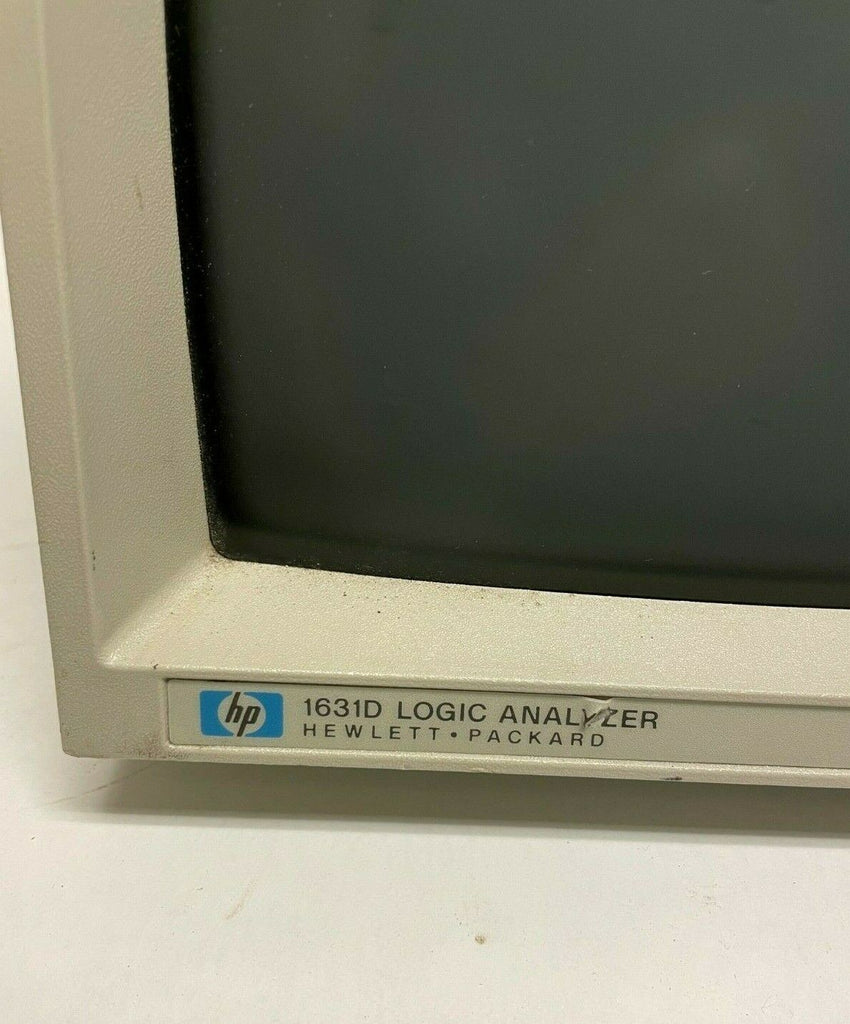 hp 1631D LOGIC ANALYZER
HEWLETT•PACKARD